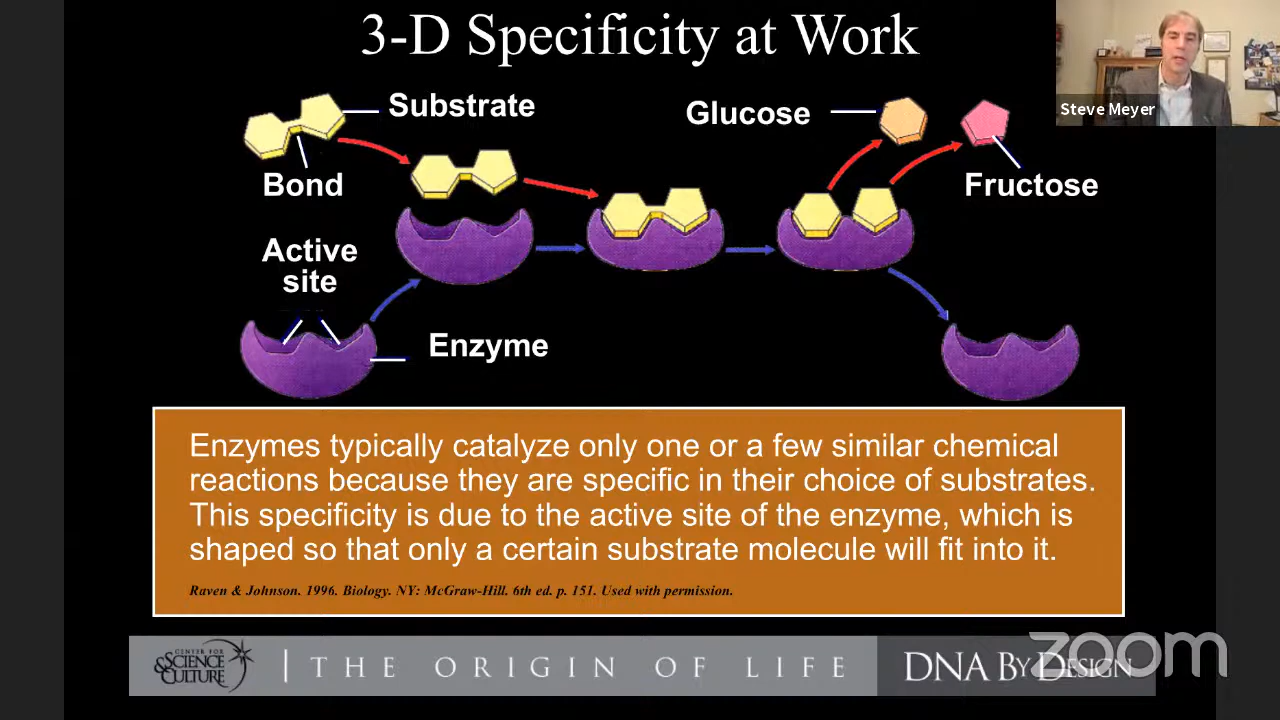 3-D Specificity at Work
Steve Meyer
Substrate
Glucose
Bond
Fructose
Active
site
Enzyme
Enzymes typically catalyze only one or a few similar chemical
reactions because they are specific in their choice of substrates.
This specificity is due to the active site of the enzyme, which is
shaped so that only a certain substrate molecule will fit into it.
Raven & Johnson. 1996. Biology. NY: McGraw-Hill. 6th ed. p. 151. Used with permission.
CENTER FOR
SCIENCE
& CULTURE
THE ORIGIN OF LIFE
DNA BY DESIGN
zoom